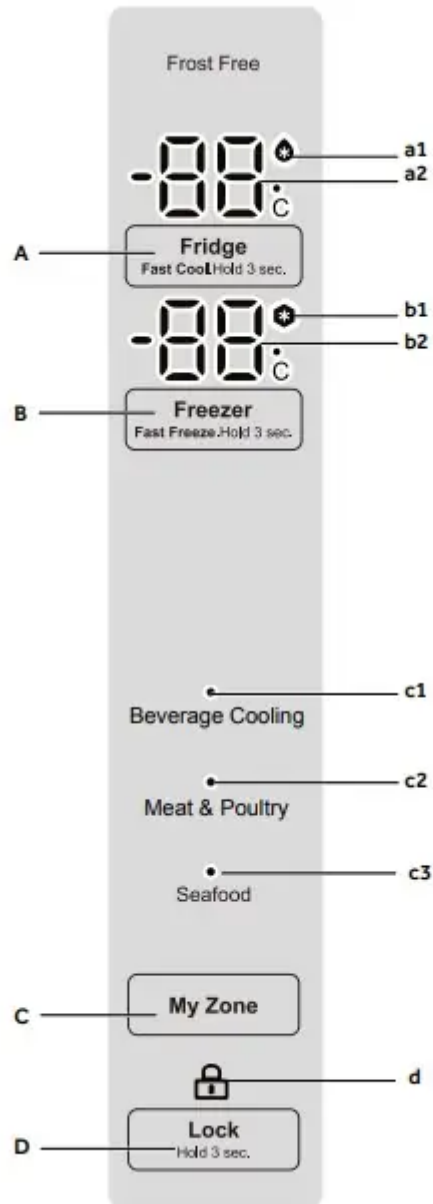 Frost Free
a1
-88
a2
°C
A
Fridge
Fast Cool.Hold 3 sec.
b1
-88
b2
°C
B
Freezer
Fast Freeze.Hold 3 sec.
c1
Beverage Cooling
c2
Meat & Poultry
c3
Seafood
C
My Zone
d
D
Lock
Hold 3 sec.